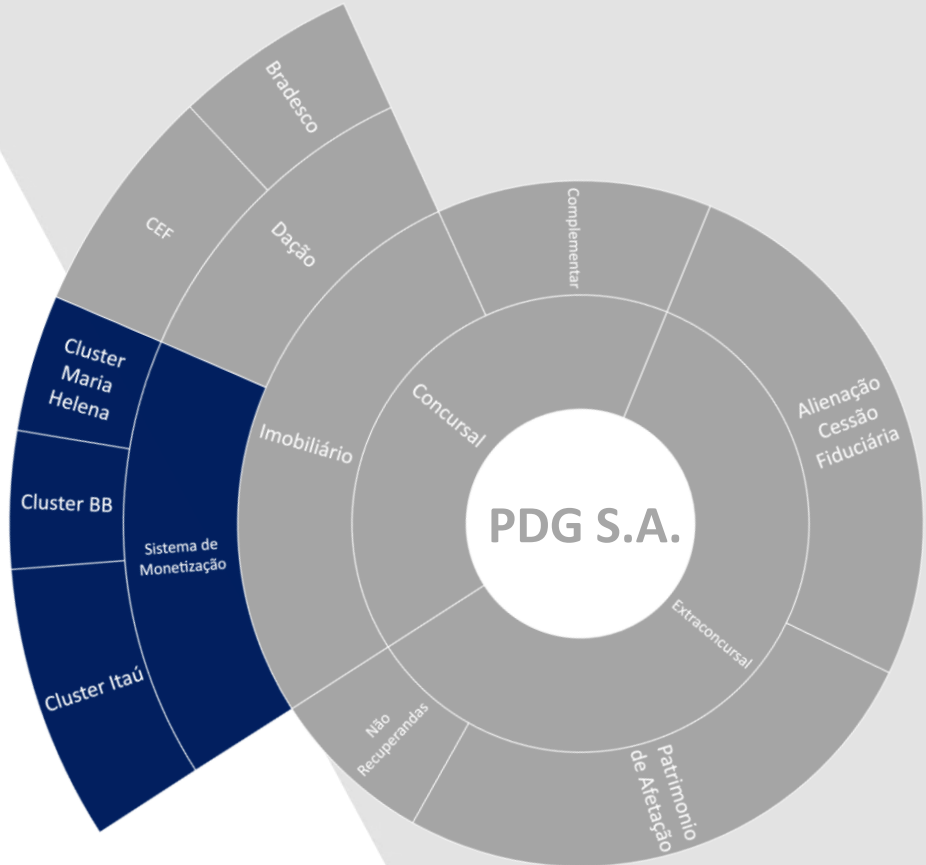 Bradesco
CEF
Dação
Complementar
Cluster
Maria
Helena
Concursal
Imobiliário
Alienação
Cessão
Fiduciária
Cluster BB
PDG S.A.
Sistema de
Monetização
Extraconcursal
Cluster Itaú
Não
Recuperandas
Patrimonio
de Afetação